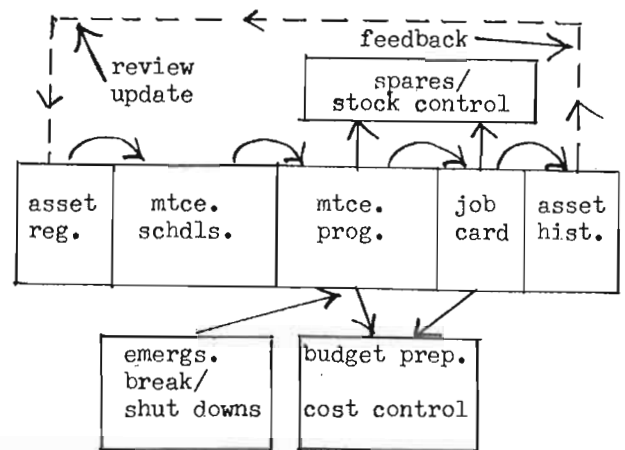 feedback
review
update
spares/
stock control
asset
reg.
mtce.
schdls.
mtce.
prog.
job
card
asset
hist.
emergs.
break/
shut downs
budget prep.
cost control